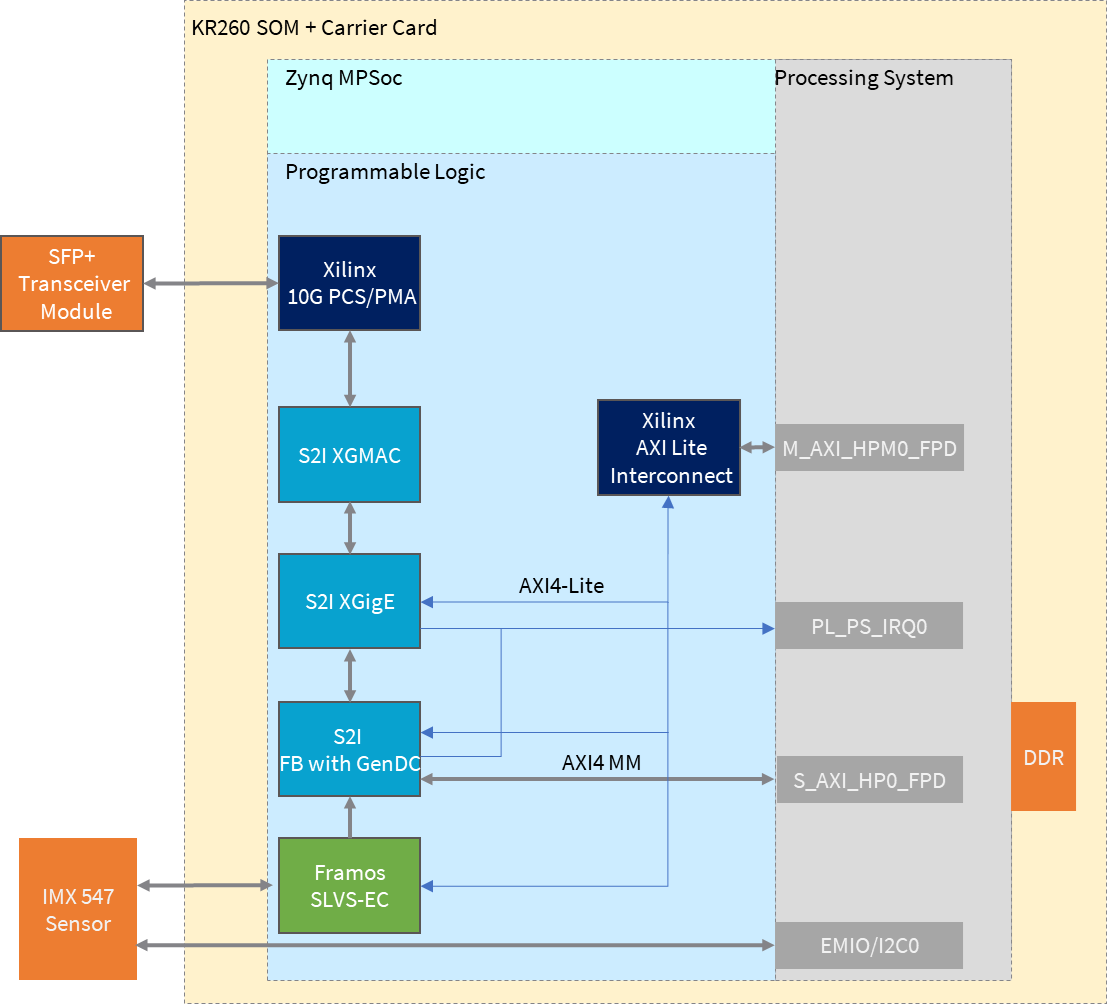 KR260 SOM + Carrier Card
Zynq MPSoc
Processing System
Programmable Logic
SFP+
Transceiver
Module
Xilinx
10G PCS/PMA
S2I XGMAC
Xilinx
AXI Lite
Interconnect
M_AXI_HPM0_FPD
S2I XGigE
AXI4-Lite
PL_PS_IRQ0
S2I
FB with GenDC
AXI4 MM
S_AXI_HP0_FPD
DDR
IMX 547
Sensor
Framos
SLVS-EC
EMIO/I2C0